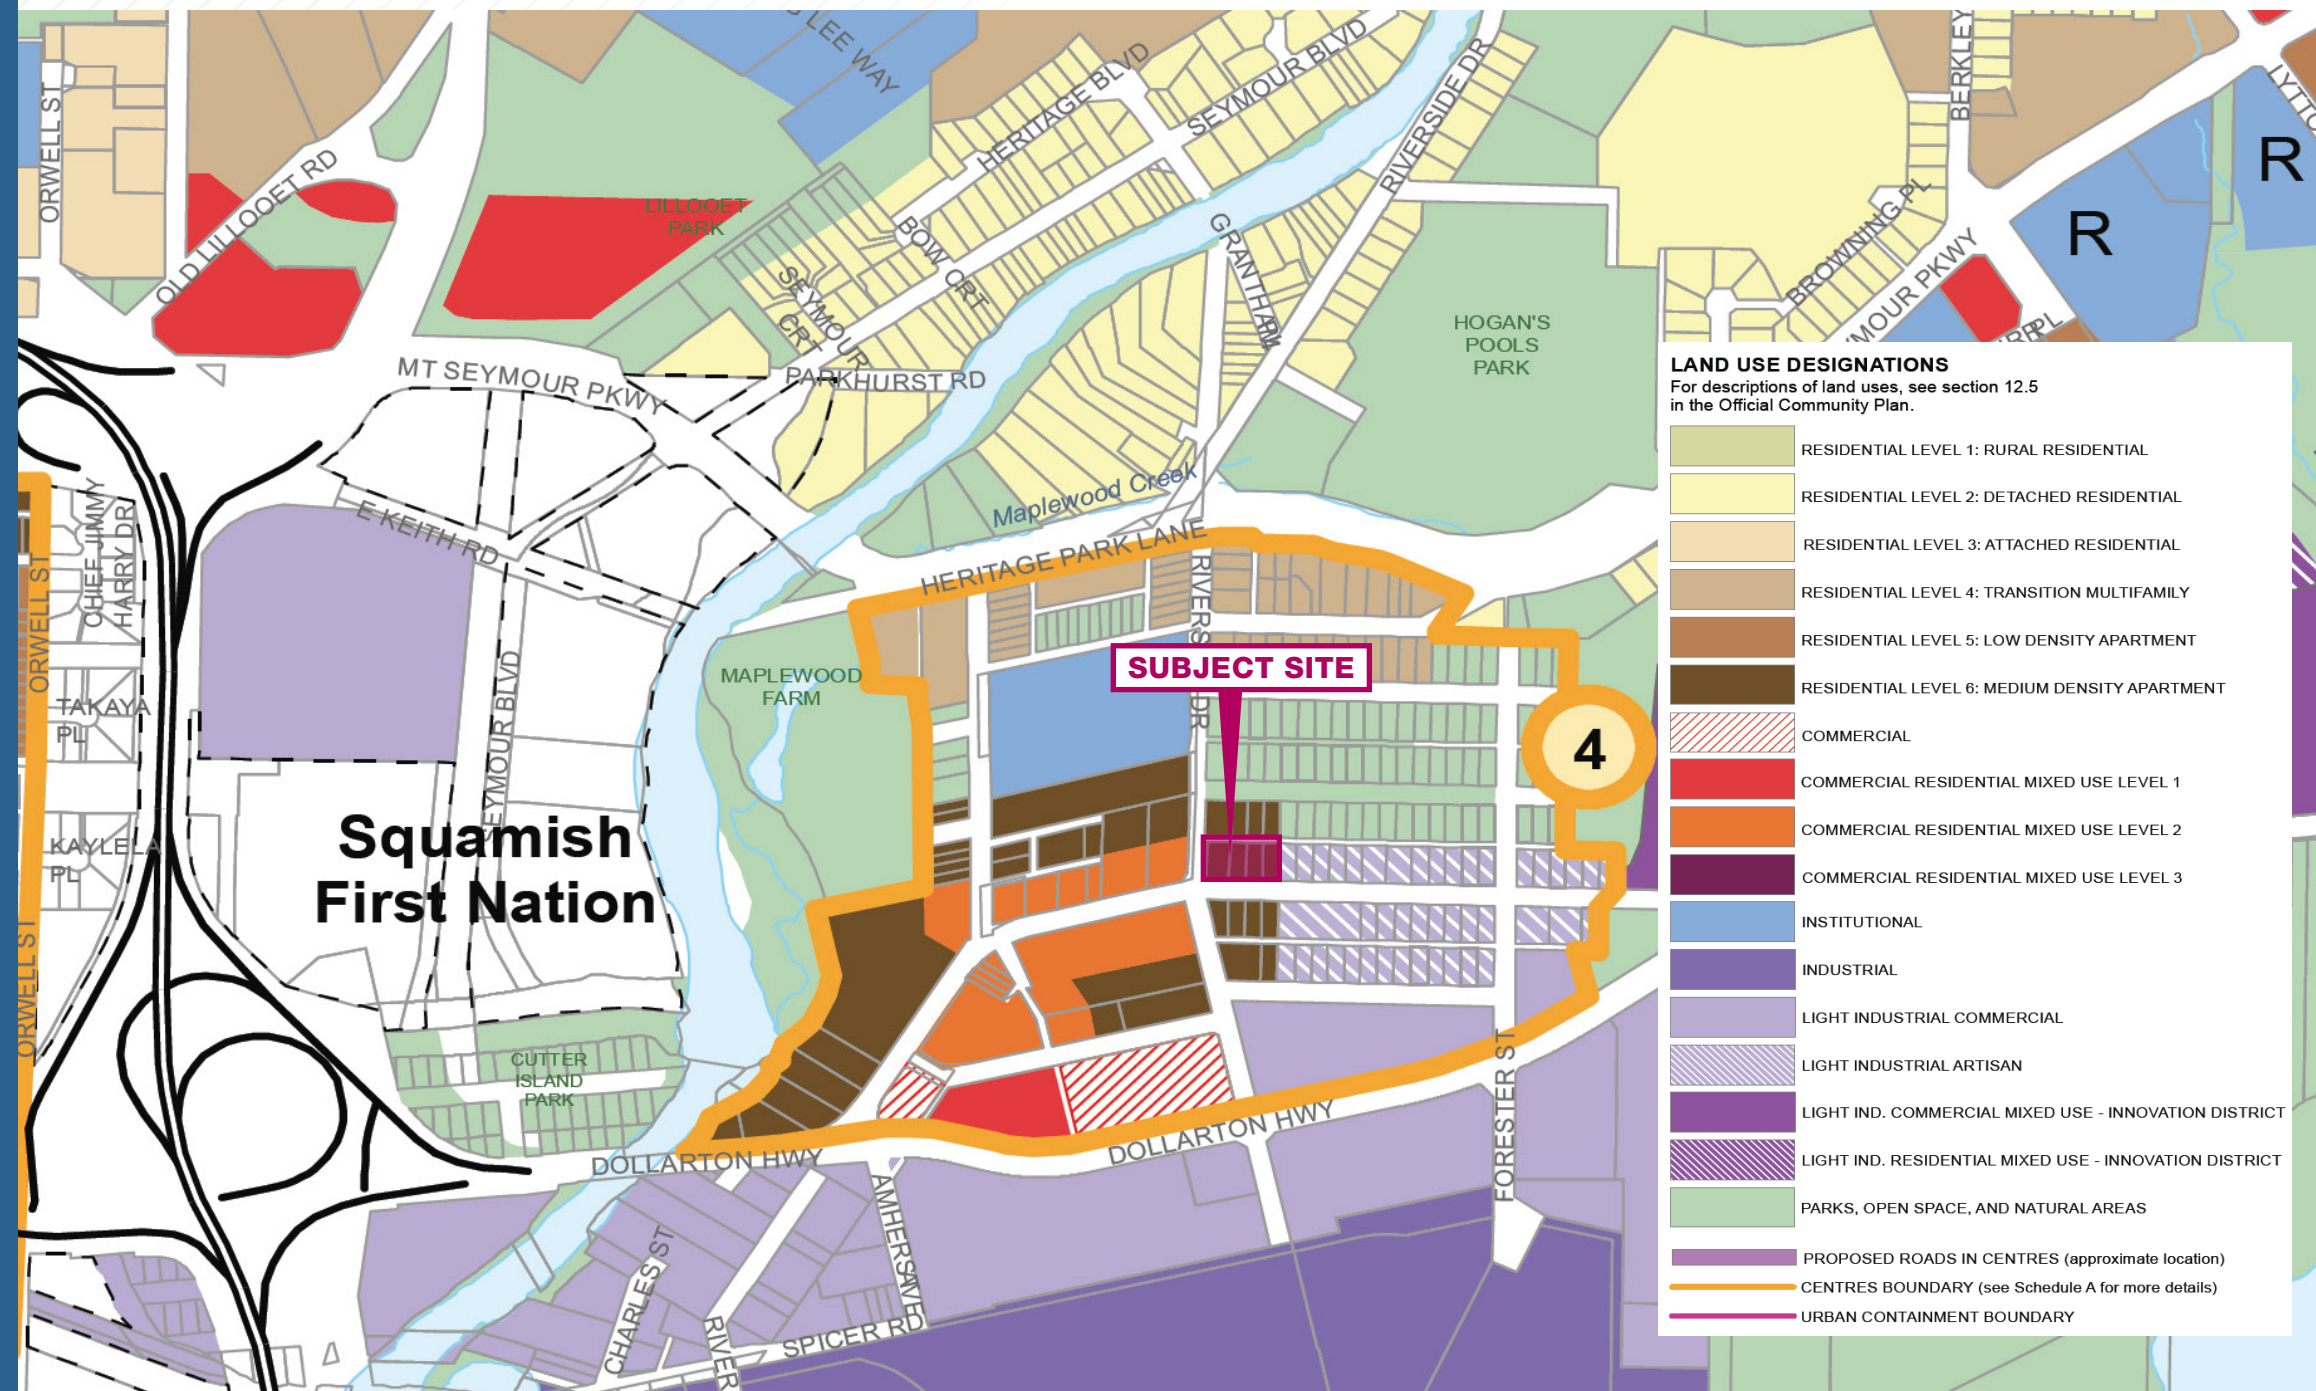 LEE WAY
HERITAGE BLVD
SEYMOUR BLVD
RIVERSIDE DR
BERKLEY
ORWELL ST
OLD LILLOOET RD
LILLOOET
PARK
BOW CRT
SEYMOUR
CRT
GRANTHAM
BROWNING PL
R
R
HOGAN'S
POOLS
PARK
MT SEYMOUR PKWY
PARKHURST RD
E KEITH RD
Maplewood Creek
HERITAGE PARK LANE
CHIEF JIMMY
HARRY DR
ORWELL ST
TAKAYA
PL
KAYLELA
PL
ORWELL ST
SEYMOUR BLVD
MAPLEWOOD
FARM
SUBJECT SITE
DR
4
Squamish
First Nation
CUTTER
ISLAND
PARK
DOLLARTON HWY
DOLLARTON HWY
FORESTER ST
CHARLES ST
SPICER RD
RIVER
LAND USE DESIGNATIONS
For descriptions of land uses, see section 12.5
in the Official Community Plan.
RESIDENTIAL LEVEL 1: RURAL RESIDENTIAL
RESIDENTIAL LEVEL 2: DETACHED RESIDENTIAL
RESIDENTIAL LEVEL 3: ATTACHED RESIDENTIAL
RESIDENTIAL LEVEL 4: TRANSITION MULTIFAMILY
RESIDENTIAL LEVEL 5: LOW DENSITY APARTMENT
RESIDENTIAL LEVEL 6: MEDIUM DENSITY APARTMENT
COMMERCIAL
COMMERCIAL RESIDENTIAL MIXED USE LEVEL 1
COMMERCIAL RESIDENTIAL MIXED USE LEVEL 2
COMMERCIAL RESIDENTIAL MIXED USE LEVEL 3
INSTITUTIONAL
INDUSTRIAL
LIGHT INDUSTRIAL COMMERCIAL
LIGHT INDUSTRIAL ARTISAN
LIGHT IND. COMMERCIAL MIXED USE - INNOVATION DISTRICT
LIGHT IND. RESIDENTIAL MIXED USE - INNOVATION DISTRICT
PARKS, OPEN SPACE, AND NATURAL AREAS
PROPOSED ROADS IN CENTRES (approximate location)
CENTRES BOUNDARY (see Schedule A for more details)
URBAN CONTAINMENT BOUNDARY